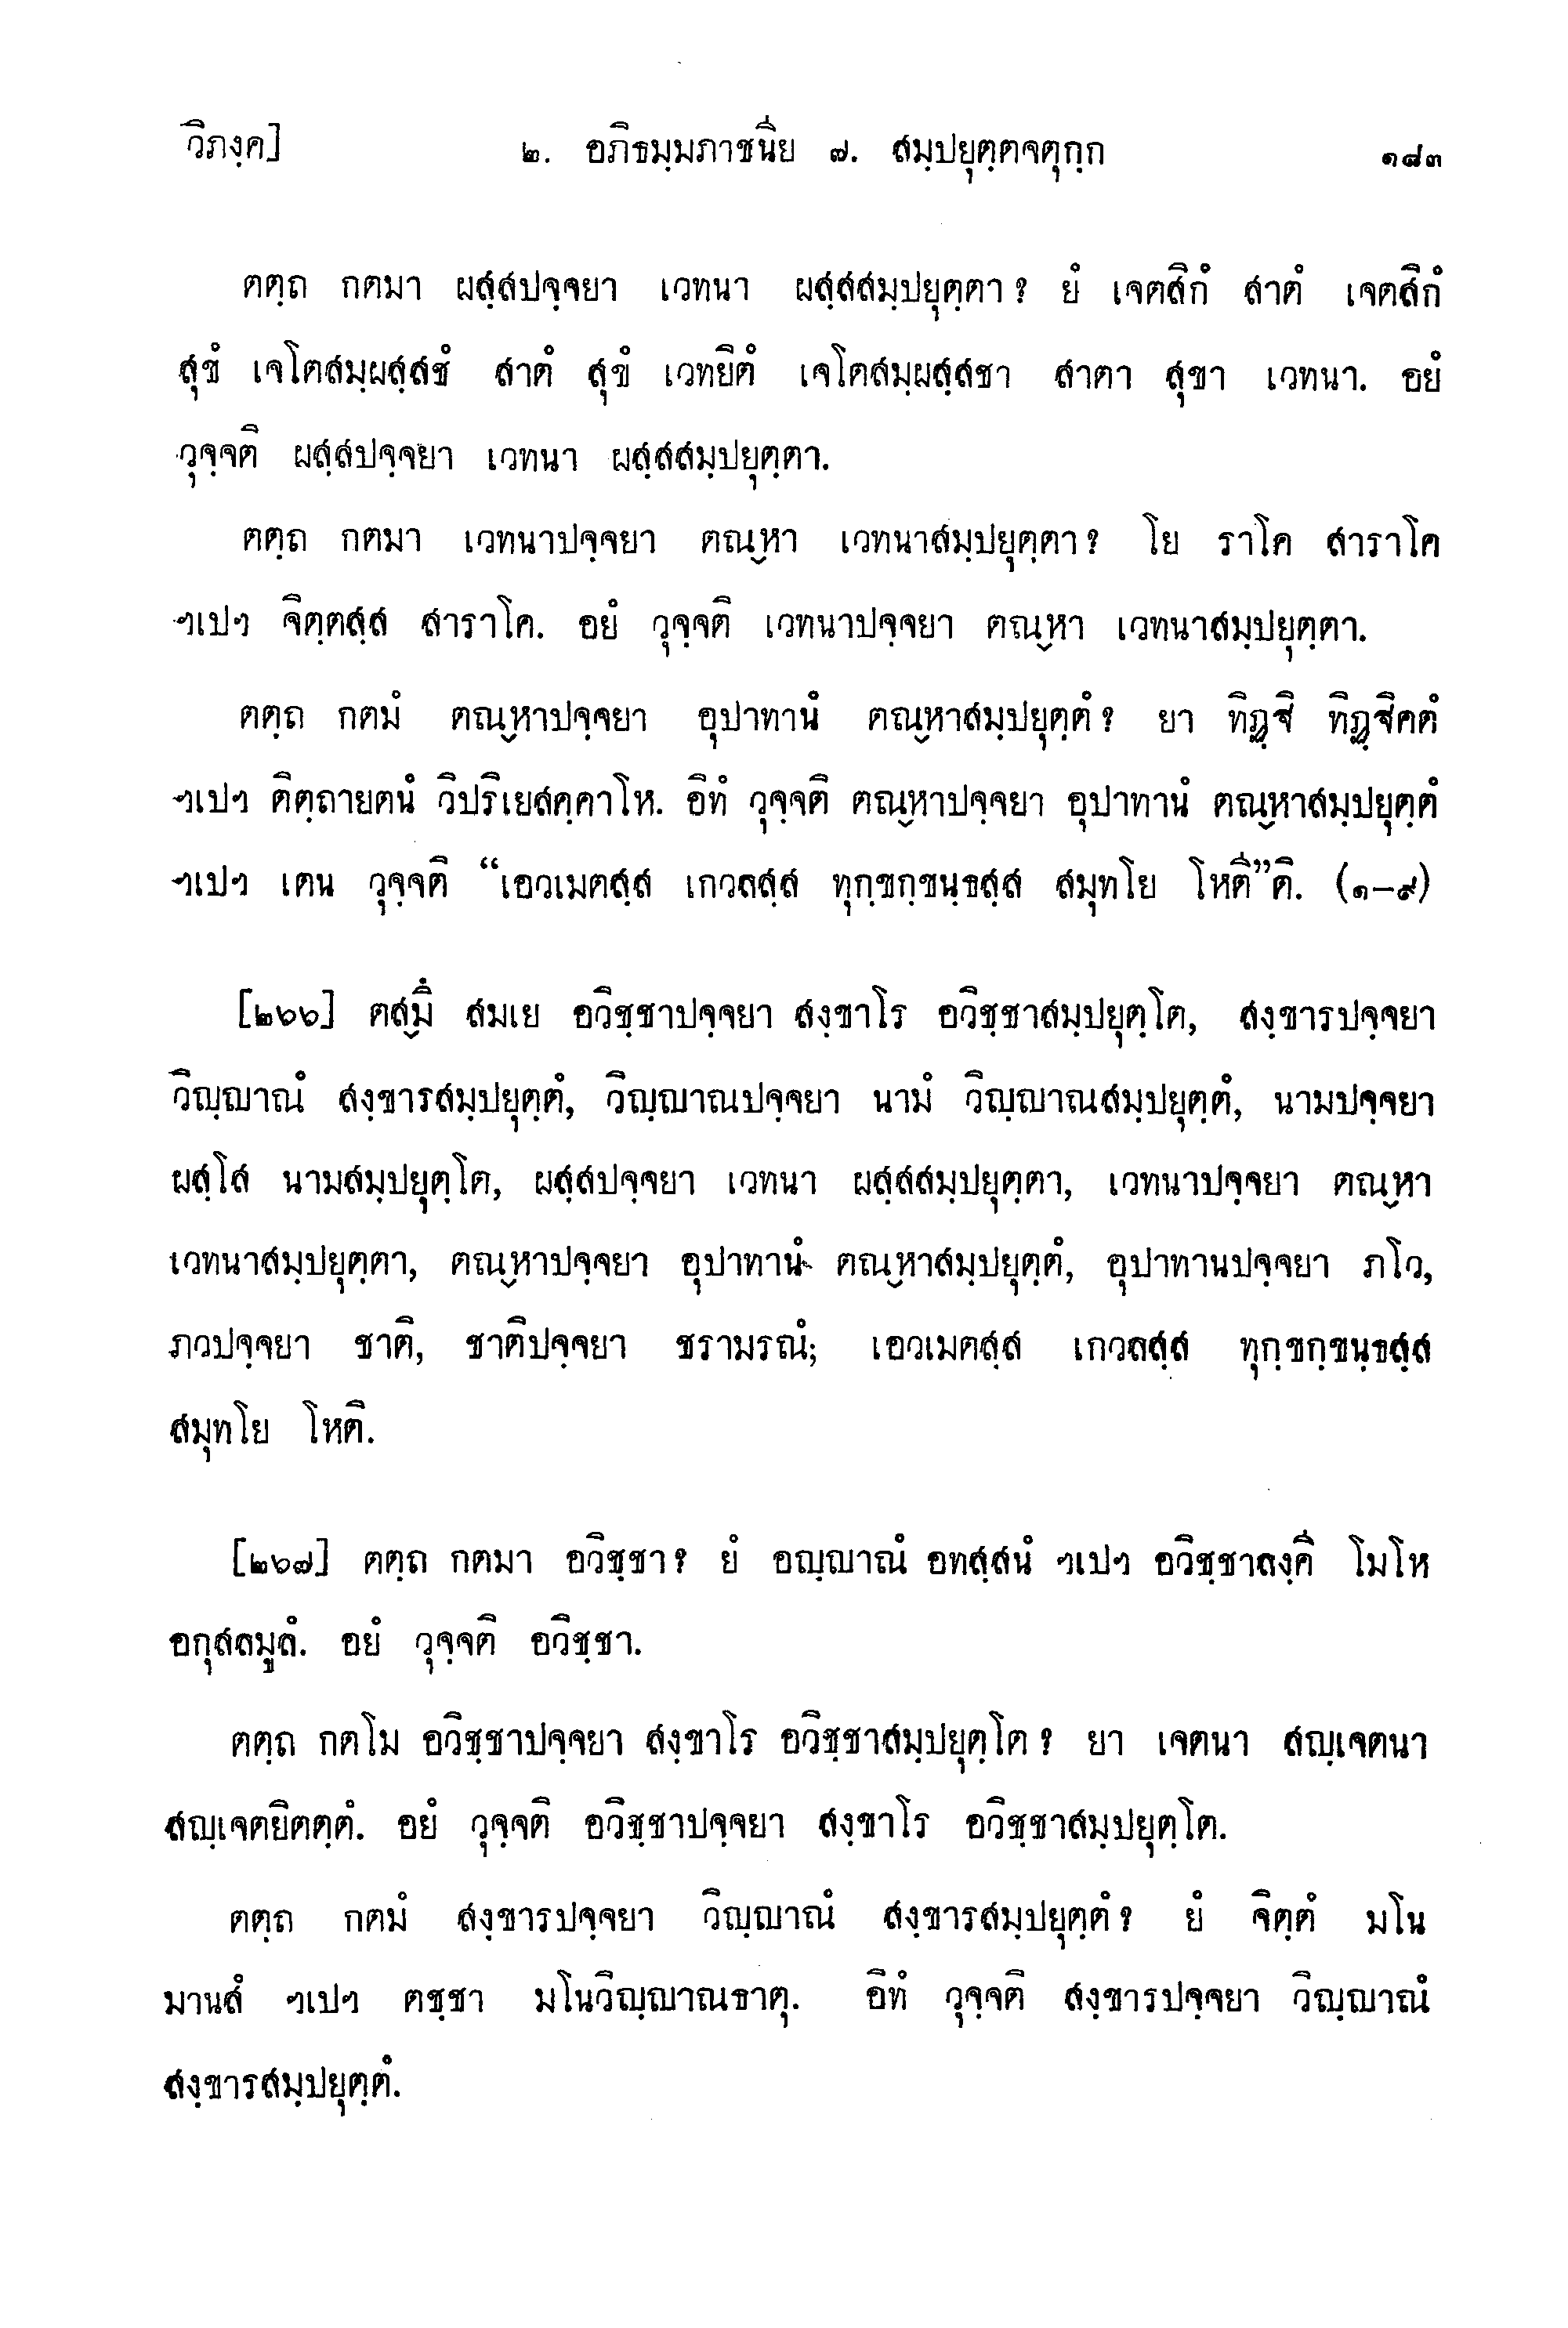 วิภงฺค] ๒. อภิธมฺมภาชนีย ๗. สมฺปยุตฺตจตุกฺก ๑๘๓
ตตฺถ กตมา ผสฺสปจฺจยา เวทนา ผสฺสสมฺปยุตฺตา? ยํ เจตสิกํ สาตํ เจตสิกํ
สุขํ เจโตสมฺผสฺสชํ สาตํ สุขํ เวทยิตํ เจโตสมฺผสฺสชา สาตา สุขา เวทนา. อยํ
วุจฺจติ ผสฺสปจฺจยา เวทนา ผสฺสสมฺปยุตฺตา.
ตตฺถ กตมา เวทนาปจฺจยา ตณฺหา เวทนาสมฺปยุตฺตา? โย ราโค สาราโค
ฯเปฯ จิตฺตสฺส สาราโค. อยํ วุจฺจติ เวทนาปจฺจยา ตณฺหา เวทนาสมฺปยุตฺตา.
ตตฺถ กตมํ ตณฺหาปจฺจยา อุปาทานํ ตณฺหาสมฺปยุตฺตํ? ยา ทิฏฺฐิ ทิฏฺฐิคตํ
ฯเปฯ ติตฺถายตนํ วิปริเยสคฺคาโห. อิทํ วุจฺจติ ตณฺหาปจฺจยา อุปาทานํ ตณฺหาสมฺปยุตฺตํ
ฯเปฯ เตน วุจฺจติ “เอวเมตสฺส เกวลสฺส ทุกฺขกฺขนฺธสฺส สมุทโย โหตี”ติ. (๑–๙)
[๒๖๖] ตสฺมึ สมเย อวิชฺชาปจฺจยา สงฺขาโร อวิชฺชาสมฺปยุตฺโต, สงฺขารปจฺจยา
วิญฺญาณํ สงฺขารสมฺปยุตฺตํ, วิญฺญาณปจฺจยา นามํ วิญฺญาณสมฺปยุตฺตํ, นามปจฺจยา
ผสฺโส นามสมฺปยุตฺโต, ผสฺสปจฺจยา เวทนา ผสฺสสมฺปยุตฺตา, เวทนาปจฺจยา ตณฺหา
เวทนาสมฺปยุตฺตา, ตณฺหาปจฺจยา อุปาทานํ ตณฺหาสมฺปยุตฺตํ, อุปาทานปจฺจยา ภโว,
ภวปจฺจยา ชาติ, ชาติปจฺจยา ชรามรณํ; เอวเมตสฺส เกวลสฺส ทุกฺขกฺขนฺธสฺส
สมุทโย โหติ.
[๒๖๗] ตตฺถ กตมา อวิชฺชา? ยํ อญฺญาณํ อทสฺสนํ ฯเปฯ อวิชฺชาลงฺคี โมโห
อกุสลมูลํ. อยํ วุจฺจติ อวิชฺชา.
ตตฺถ กตโม อวิชฺชาปจฺจยา สงฺขาโร อวิชฺชาสมฺปยุตฺโต? ยา เจตนา สญฺเจตนา
สญฺเจตยิตตฺตํ. อยํ วุจฺจติ อวิชฺชาปจฺจยา สงฺขาโร อวิชฺชาสมฺปยุตฺโต.
ตตฺถ กตมํ สงฺขารปจฺจยา วิญฺญาณํ สงฺขารสมฺปยุตฺตํ? ยํ จิตฺตํ มโน
มานสํ ฯเปฯ ตชฺชา มโนวิญฺญาณธาตุ. อิทํ วุจฺจติ สงฺขารปจฺจยา วิญฺญาณํ
สงฺขารสมฺปยุตฺตํ.